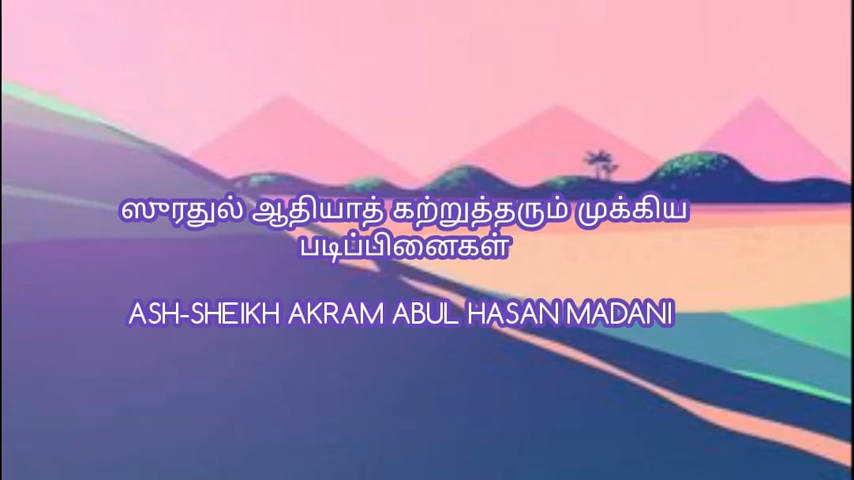 ஸுரதுல் ஆதியாத் கற்றுத்தரும் முக்கிய
படிப்பினைகள்
ASH-SHEIKH AKRAM ABUL HASAN MADANI